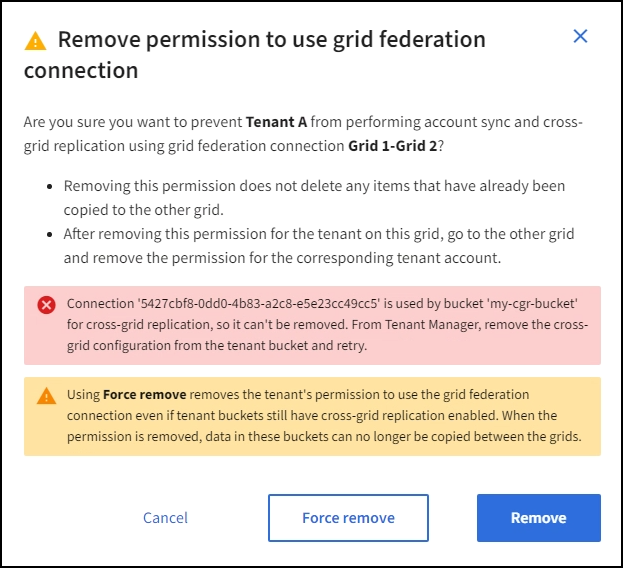 Remove permission to use grid federation
connection
Are you sure you want to prevent Tenant A from performing account sync and cross-
grid replication using grid federation connection Grid 1-Grid 2?
• Removing this permission does not delete any items that have already been
copied to the other grid.
• After removing this permission for the tenant on this grid, go to the other grid
and remove the permission for the corresponding tenant account.
Connection '5427cbf8-0dd0-4b83-a2c8-e5e23cc49cc5' is used by bucket 'my-cgr-bucket'
for cross-grid replication, so it can't be removed. From Tenant Manager, remove the cross-
grid configuration from the tenant bucket and retry.
Using Force remove removes the tenant's permission to use the grid federation
connection even if tenant buckets still have cross-grid replication enabled. When the
permission is removed, data in these buckets can no longer be copied between the grids.
Cancel
Force remove
Remove